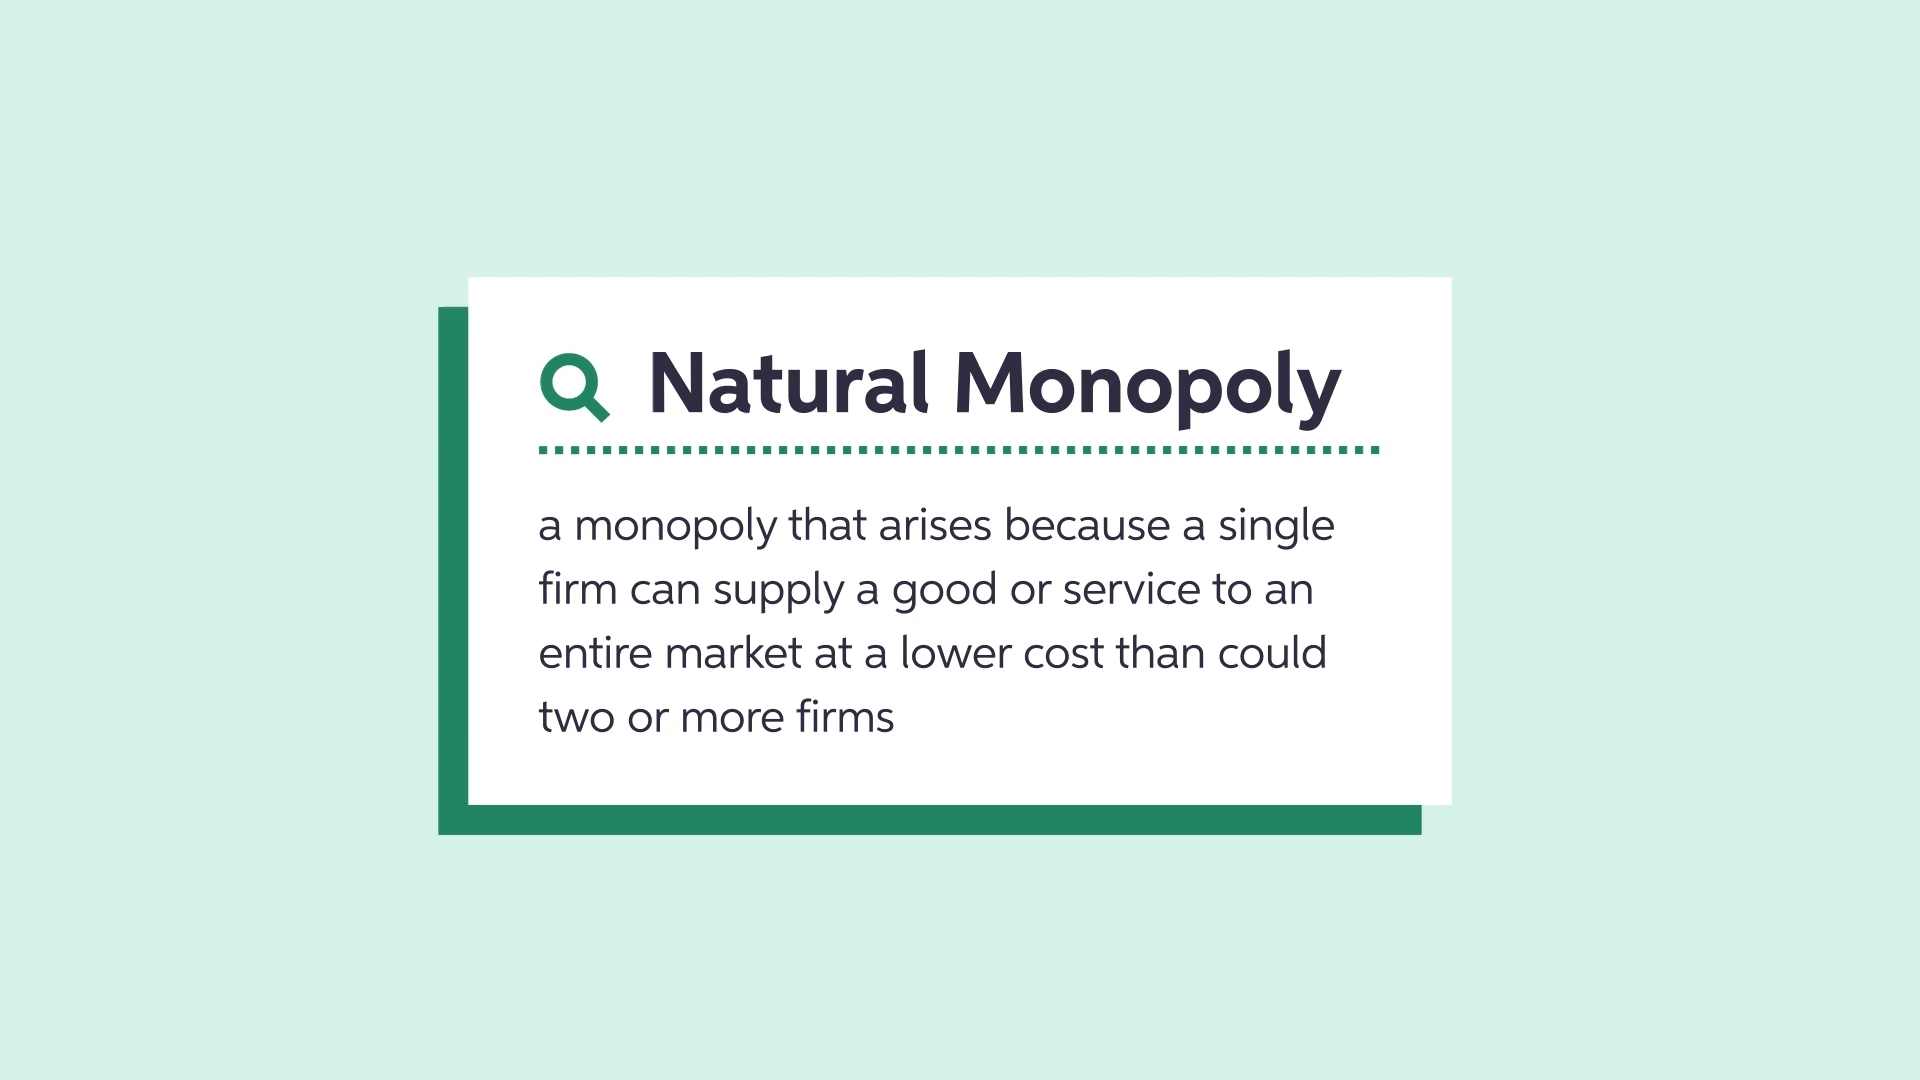 Natural Monopoly
a monopoly that arises because a single
firm can supply a good or service to an
entire market at a lower cost than could
two or more firms